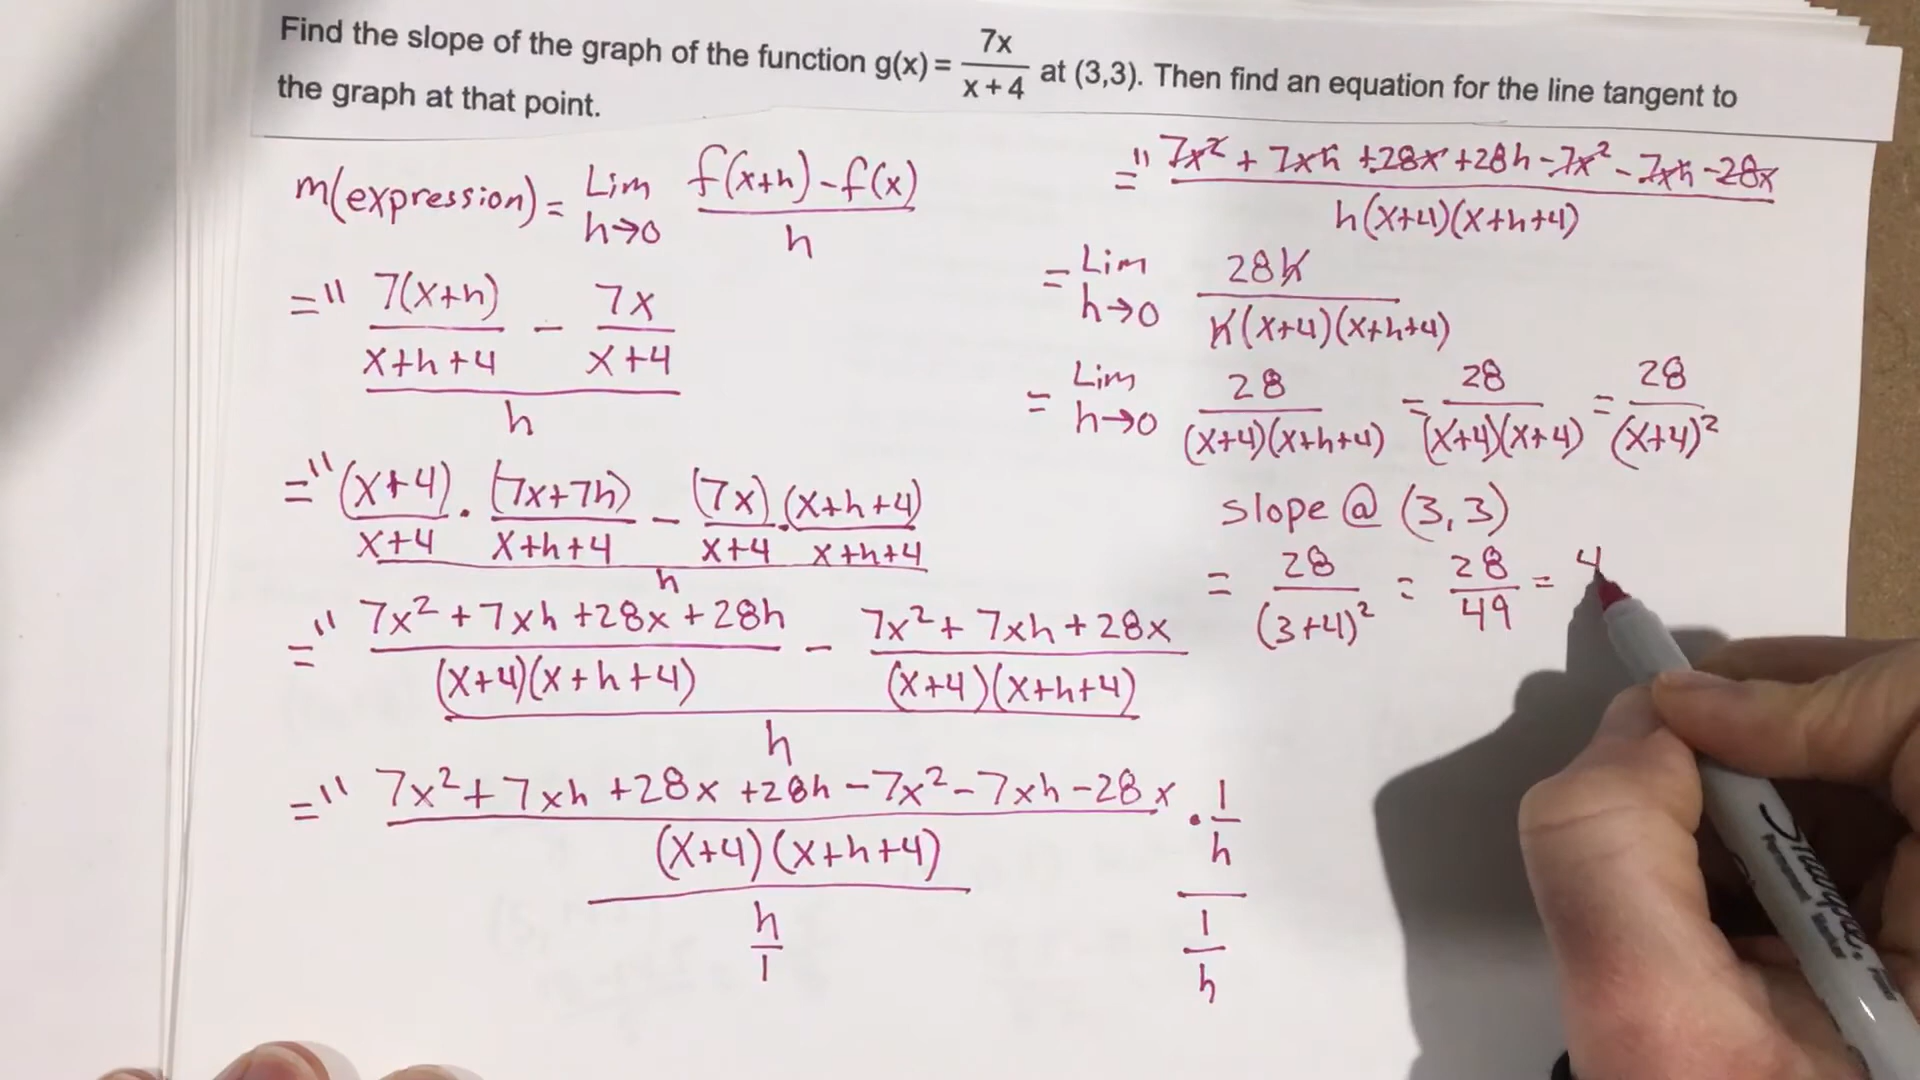 Find the slope of the graph of the function g(x) = 7x / x + 4 at (3,3). Then find an equation for the line tangent to
the graph at that point.
m(expression) = Lim h→0 f(x+h) - f(x) / h
=" 7(x+h) / x+h+4 - 7x / x+4
h
=" (x+4) / x+4 · (7x+7h) / x+h+4 - (7x) / x+4 · (x+h+4) / x+h+4
h
=" 7x² + 7xh + 28x + 28h / (x+4)(x+h+4) - 7x² + 7xh + 28x / (x+4)(x+h+4)
h
=" 7x² + 7xh + 28x + 28h - 7x² - 7xh - 28x / (x+4)(x+h+4) · 1/h
h/1 1/h
=" 7x² + 7xh + 28x + 28h - 7x² - 7xh - 28x / h(x+4)(x+h+4)
= Lim h→0 28h / h(x+4)(x+h+4)
= Lim h→0 28 / (x+4)(x+h+4) = 28 / (x+4)(x+4) = 28 / (x+4)²
slope @ (3,3)
= 28 / (3+4)² = 28 / 49 = 4
Sharpie